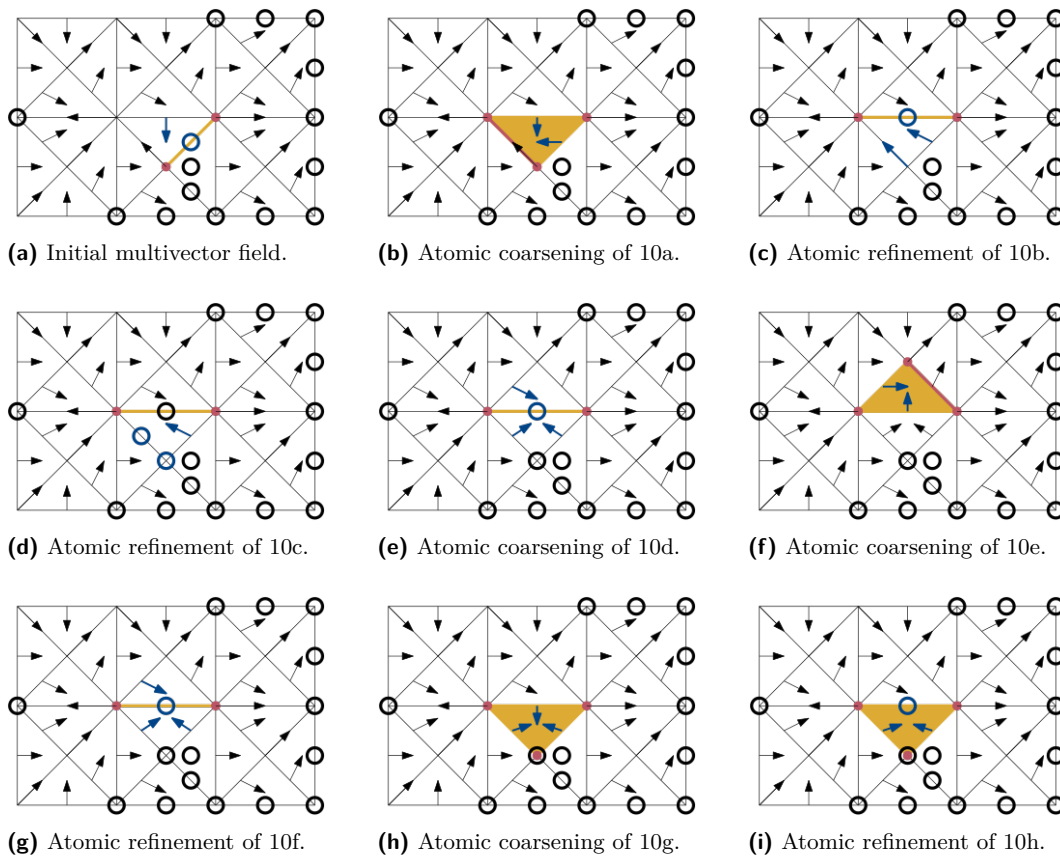 (a) Initial multivector field.
(b) Atomic coarsening of 10a.
(c) Atomic refinement of 10b.
(d) Atomic refinement of 10c.
(e) Atomic coarsening of 10d.
(f) Atomic coarsening of 10e.
(g) Atomic refinement of 10f.
(h) Atomic coarsening of 10g.
(i) Atomic refinement of 10h.